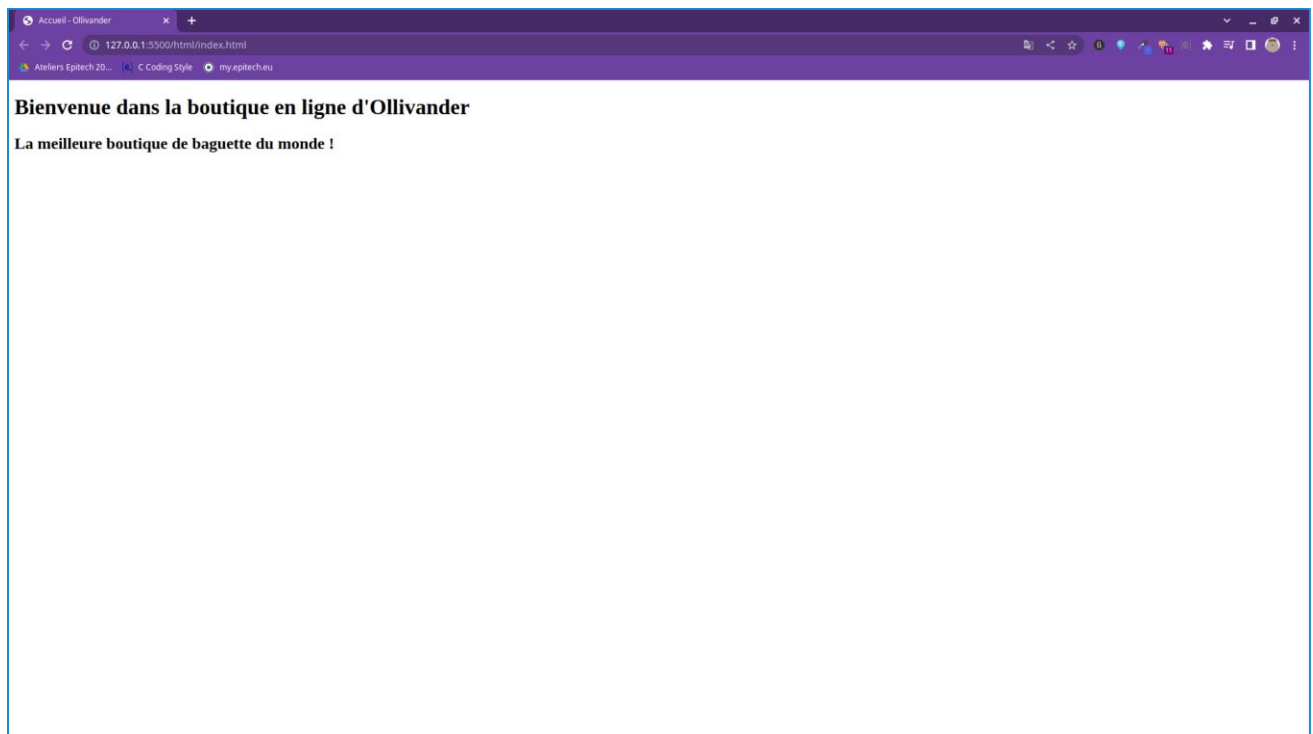 Accueil - Ollivander
127.0.0.1:5500/html/index.html
Ateliers Epitech 20... C Coding Style my.epitech.eu
Bienvenue dans la boutique en ligne d'Ollivander
La meilleure boutique de baguette du monde !